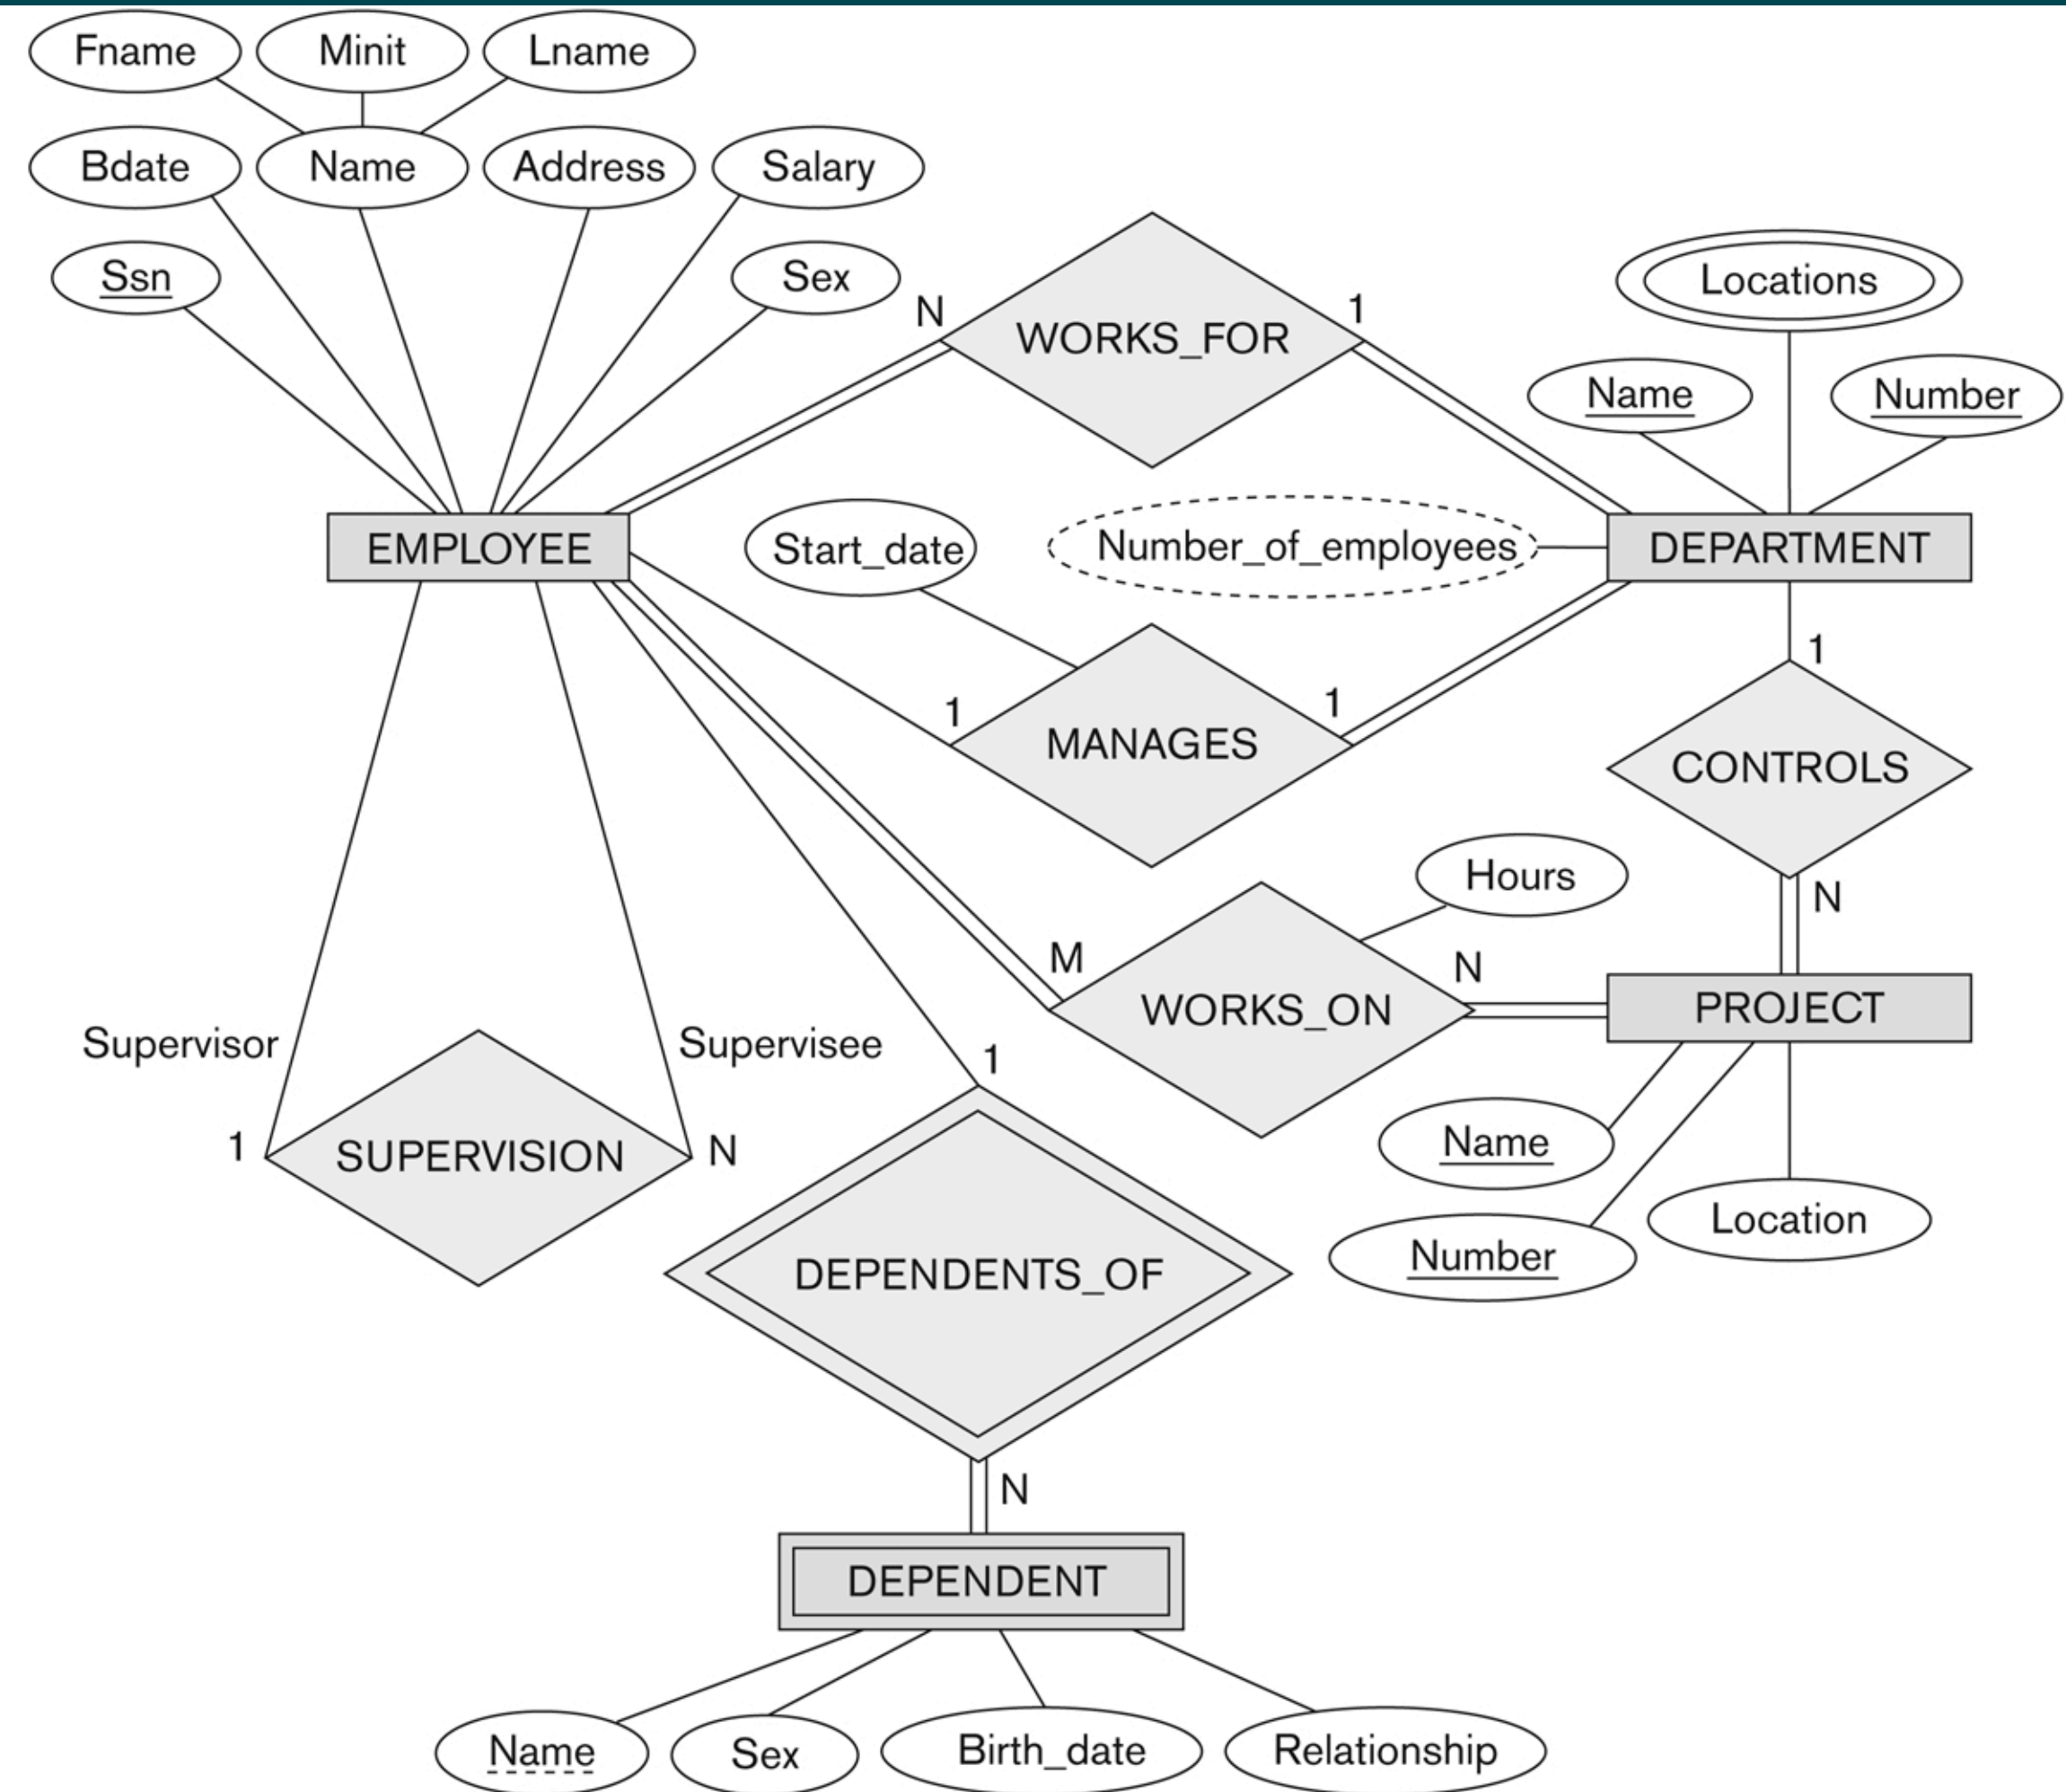 Fname
Minit
Lname
Bdate
Name
Address
Salary
Ssn
Sex
N
WORKS_FOR
1
Locations
Name
Number
EMPLOYEE
Start_date
Number_of_employees
DEPARTMENT
1
MANAGES
1
1
CONTROLS
N
Hours
M
WORKS_ON
N
PROJECT
Supervisor
Supervisee
1
SUPERVISION
N
1
Name
Number
Location
DEPENDENTS_OF
N
DEPENDENT
Name
Sex
Birth_date
Relationship